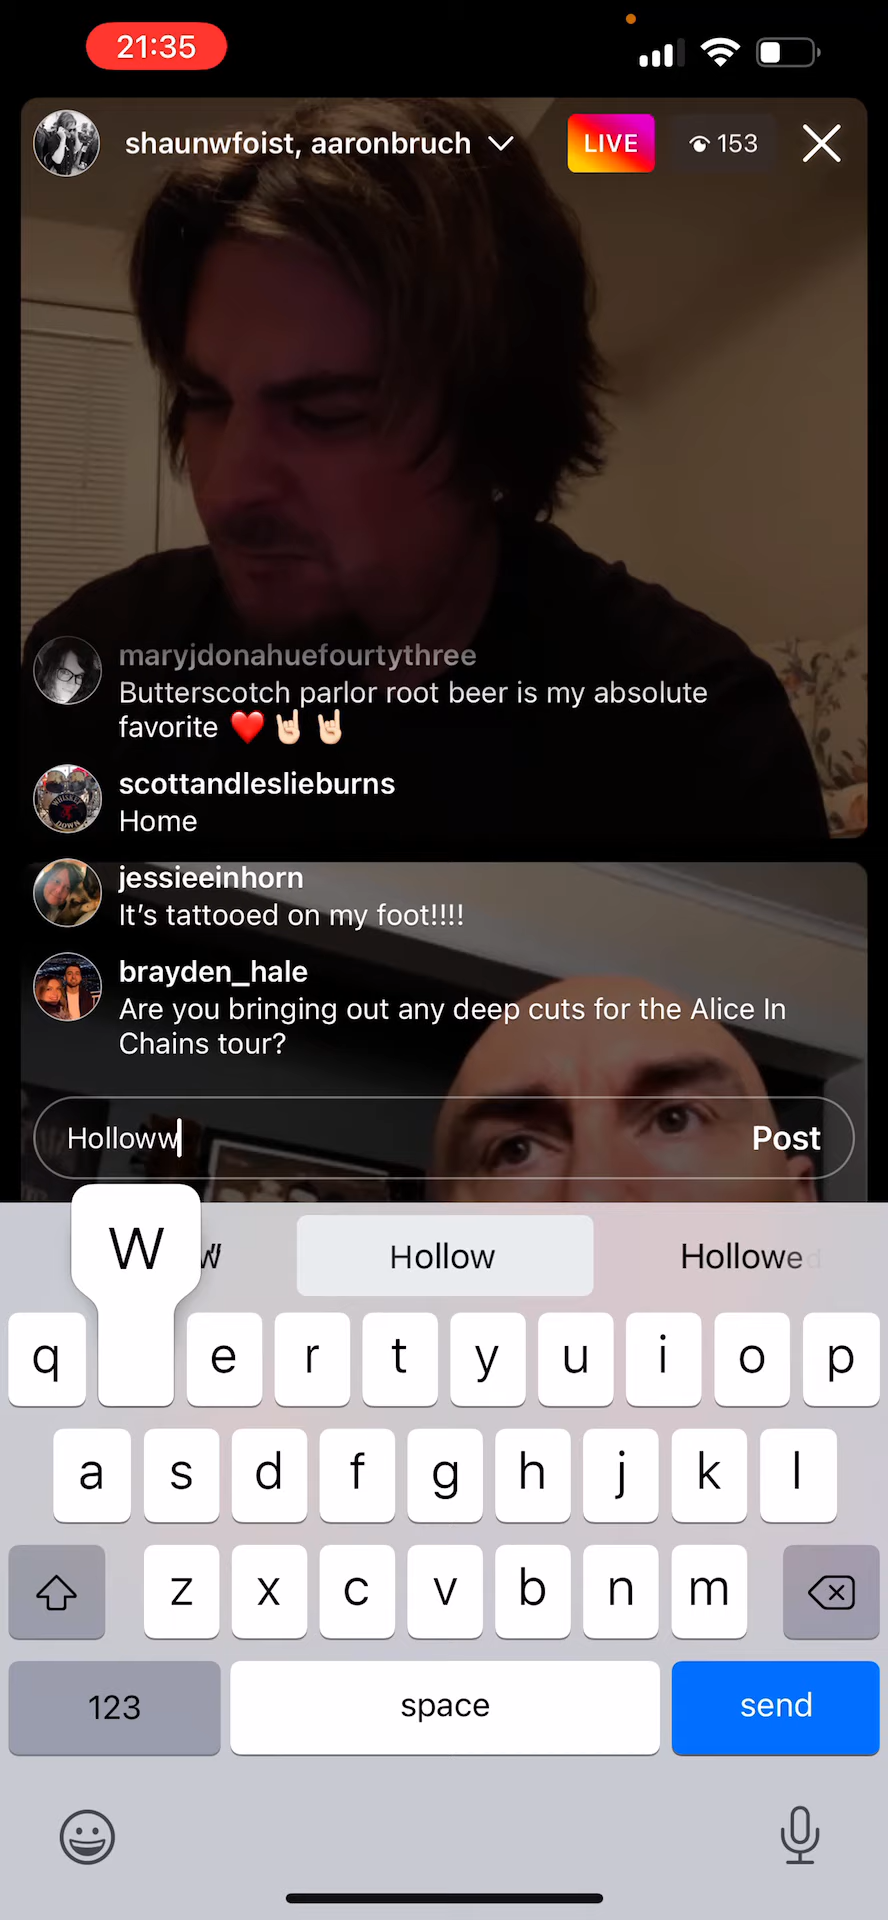 21:35
shaunwfoist, aaronbruch
LIVE
153
maryjdonahuefourtythree
Butterscotch parlor root beer is my absolute
favorite ❤️🤘🏻🤘🏻
scottandleslieburns
Home
jessieeinhorn
It’s tattooed on my foot!!!!
brayden_hale
Are you bringing out any deep cuts for the Alice In
Chains tour?
Holloww
Post
W
Hollow
Hollowed
q e r t y u i o p
a s d f g h j k l
z x c v b n m
123 space send